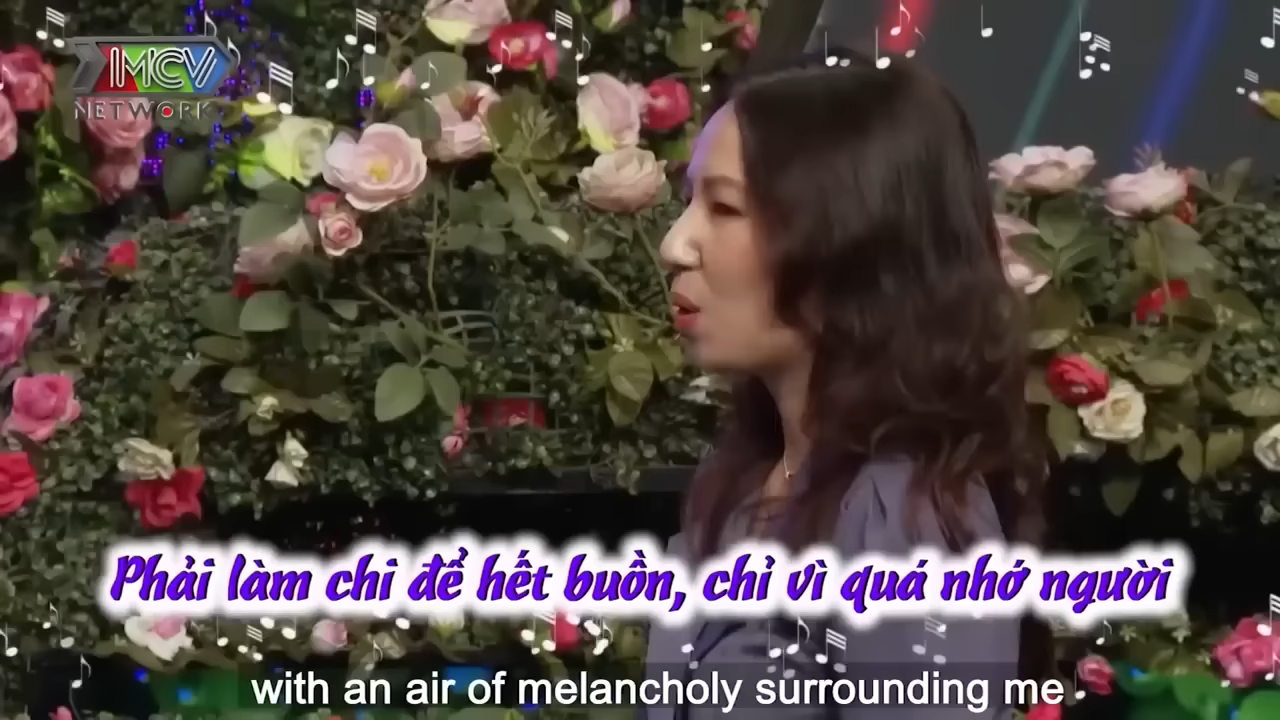 MCV
NETWORK
Phải làm chi để hết buồn, chỉ vì quá nhớ người
with an air of melancholy surrounding me